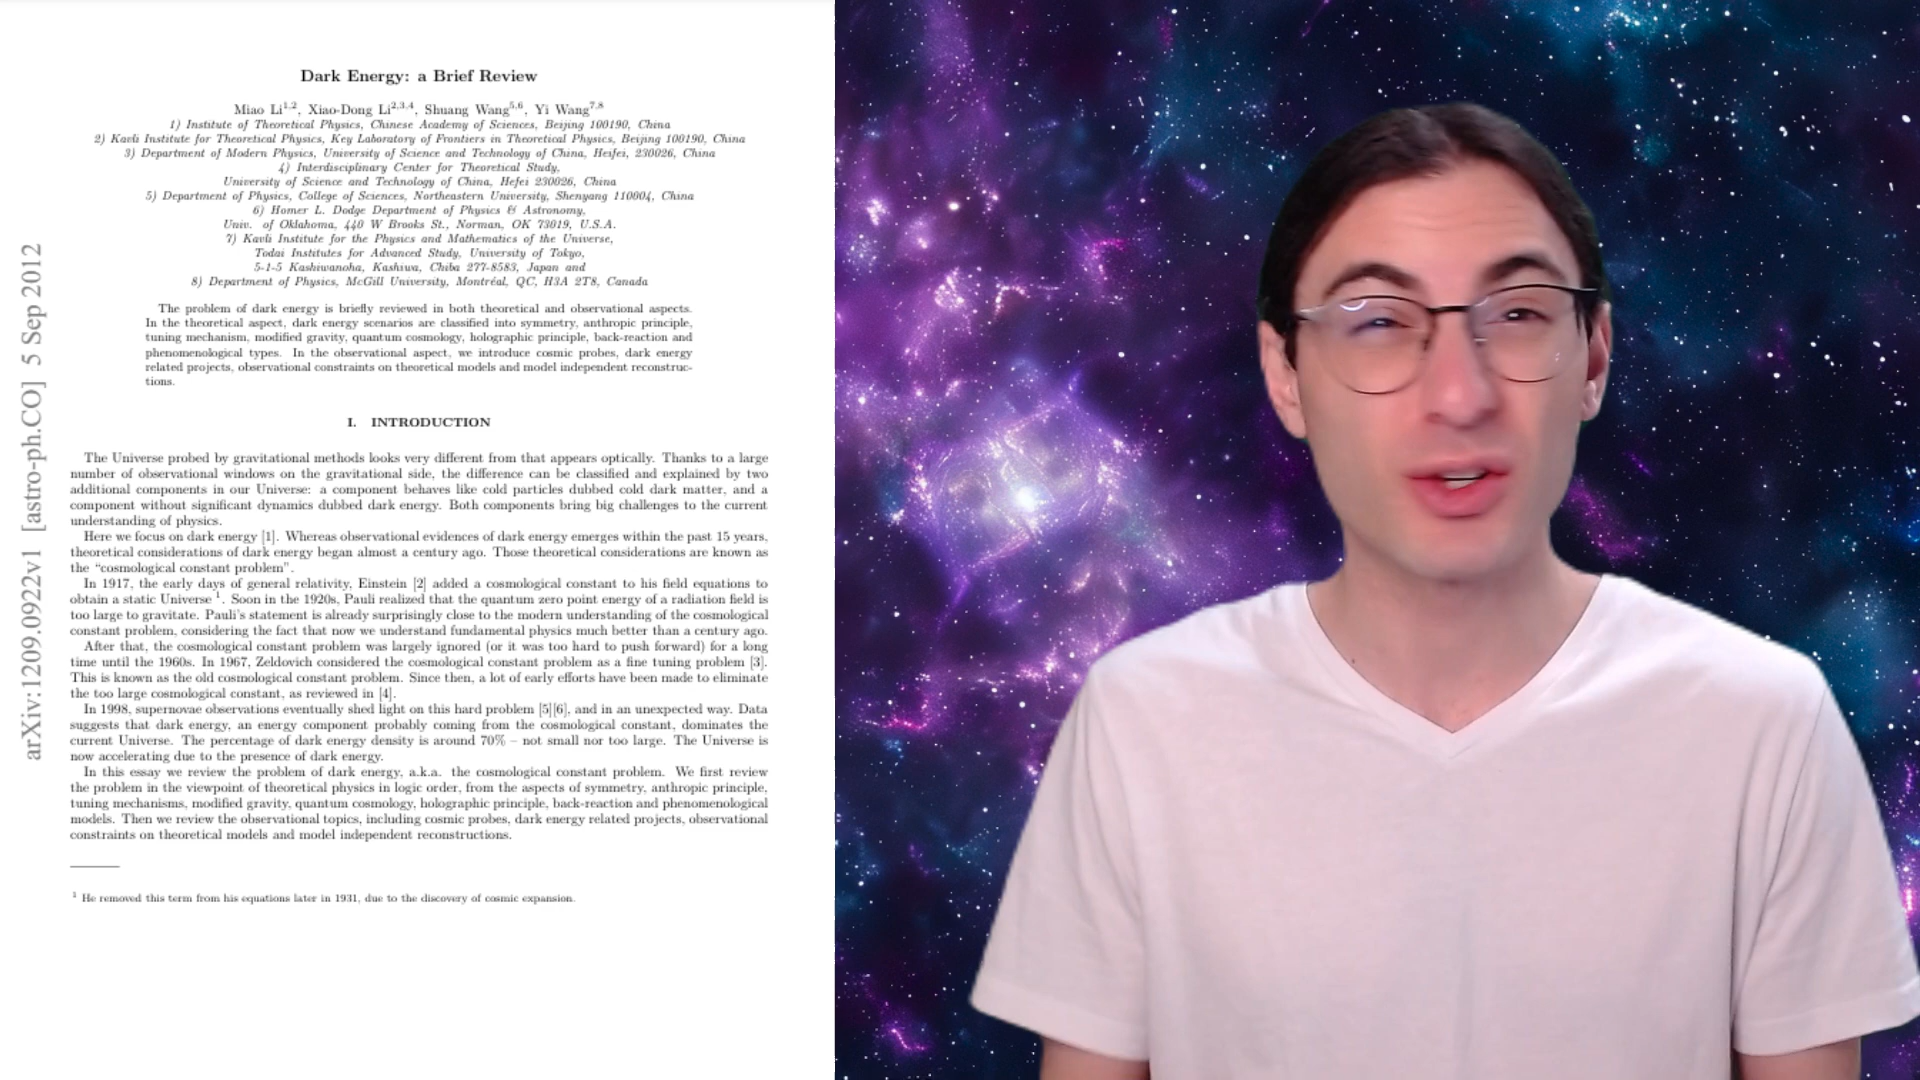 Dark Energy: a Brief Review
Miao Li1,2, Xiao-Dong Li2,3,4, Shuang Wang5,6, Yi Wang7,8
1) Institute of Theoretical Physics, Chinese Academy of Sciences, Beijing 100190, China
2) Kavli Institute for Theoretical Physics, Key Laboratory of Frontiers in Theoretical Physics, Beijing 100190, China
3) Department of Modern Physics, University of Science and Technology of China, Heifei, 230026, China
4) Interdisciplinary Center for Theoretical Study,
University of Science and Technology of China, Hefei 230026, China
5) Department of Physics, College of Sciences, Northeastern University, Shenyang 110004, China
6) Homer L. Dodge Department of Physics & Astronomy,
Univ. of Oklahoma, 440 W Brooks St., Norman, OK 73019, U.S.A.
7) Kavli Institute for the Physics and Mathematics of the Universe,
Todai Institutes for Advanced Study, University of Tokyo,
5-1-5 Kashiwanoha, Kashiwa, Chiba 277-8583, Japan and
8) Department of Physics, McGill University, Montréal, QC, H3A 2T8, Canada
The problem of dark energy is briefly reviewed in both theoretical and observational aspects.
In the theoretical aspect, dark energy scenarios are classified into symmetry, anthropic principle,
tuning mechanism, modified gravity, quantum cosmology, holographic principle, back-reaction and
phenomenological types. In the observational aspect, we introduce cosmic probes, dark energy
related projects, observational constraints on theoretical models and model independent reconstruc-
tions.
I. INTRODUCTION
The Universe probed by gravitational methods looks very different from that appears optically. Thanks to a large
number of observational windows on the gravitational side, the difference can be classified and explained by two
additional components in our Universe: a component behaves like cold particles dubbed cold dark matter, and a
component without significant dynamics dubbed dark energy. Both components bring big challenges to the current
understanding of physics.
Here we focus on dark energy [1]. Whereas observational evidences of dark energy emerges within the past 15 years,
theoretical considerations of dark energy began almost a century ago. Those theoretical considerations are known as
the “cosmological constant problem”.
In 1917, the early days of general relativity, Einstein [2] added a cosmological constant to his field equations to
obtain a static Universe 1. Soon in the 1920s, Pauli realized that the quantum zero point energy of a radiation field is
too large to gravitate. Pauli’s statement is already surprisingly close to the modern understanding of the cosmological
constant problem, considering the fact that now we understand fundamental physics much better than a century ago.
After that, the cosmological constant problem was largely ignored (or it was too hard to push forward) for a long
time until the 1960s. In 1967, Zeldovich considered the cosmological constant problem as a fine tuning problem [3].
This is known as the old cosmological constant problem. Since then, a lot of early efforts have been made to eliminate
the too large cosmological constant, as reviewed in [4].
In 1998, supernovae observations eventually shed light on this hard problem [5][6], and in an unexpected way. Data
suggests that dark energy, an energy component probably coming from the cosmological constant, dominates the
current Universe. The percentage of dark energy density is around 70% – not small nor too large. The Universe is
now accelerating due to the presence of dark energy.
In this essay we review the problem of dark energy, a.k.a. the cosmological constant problem. We first review
the problem in the viewpoint of theoretical physics in logic order, from the aspects of symmetry, anthropic principle,
tuning mechanisms, modified gravity, quantum cosmology, holographic principle, back-reaction and phenomenological
models. Then we review the observational topics, including cosmic probes, dark energy related projects, observational
constraints on theoretical models and model independent reconstructions.
1 He removed this term from his equations later in 1931, due to the discovery of cosmic expansion.
arXiv:1209.0922v1 [astro-ph.CO] 5 Sep 2012